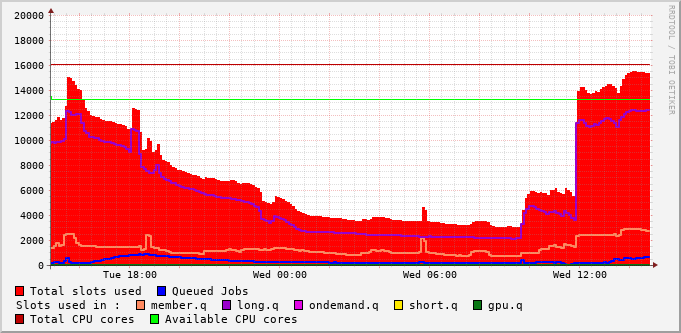 20000
18000
16000
14000
12000
10000
8000
6000
4000
2000
0
Tue 18:00 Wed 00:00 Wed 06:00 Wed 12:00
RRDTOOL / TOBI OETIKER
Total slots used Queued Jobs
Slots used in : member.q long.q ondemand.q short.q gpu.q
Total CPU cores Available CPU cores